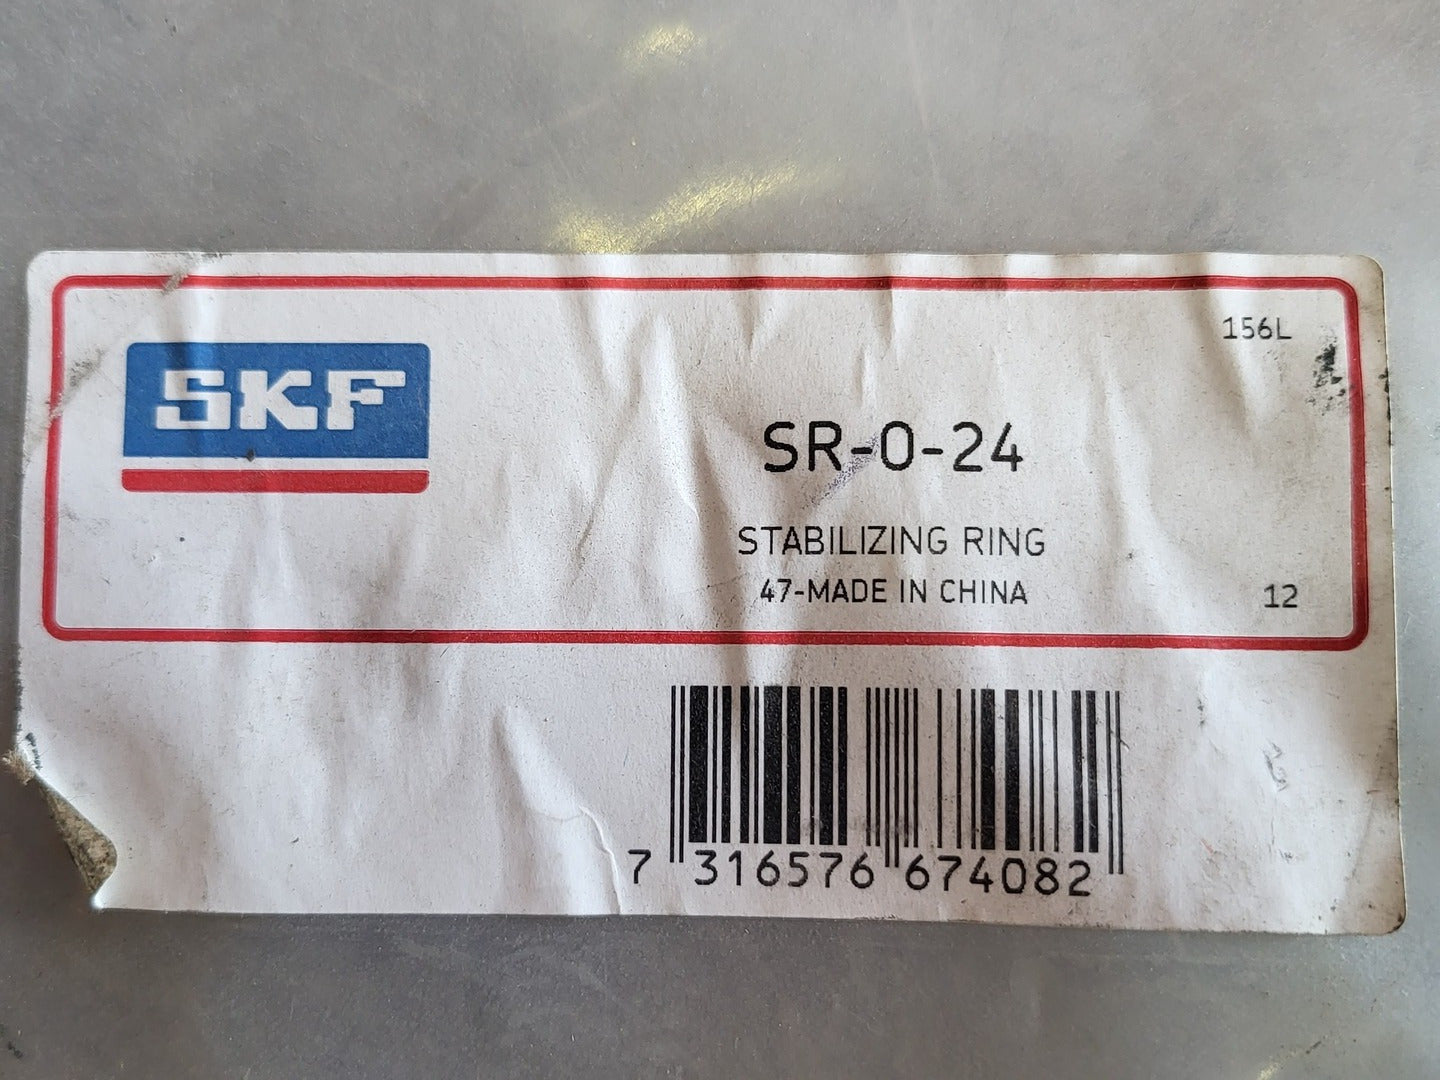 156L
SKF
SR-0-24
STABILIZING RING
47-MADE IN CHINA
12
7 316576 674082